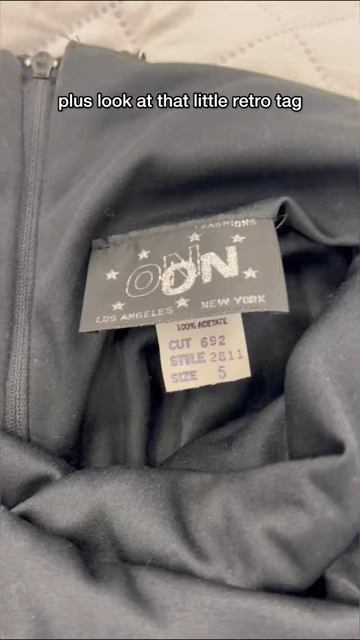 plus look at that little retro tag
FASHIONS
ON
ON
LOS ANGELES NEW YORK
100% ACETATE
CUT 692
STYLE 2811
SIZE 5